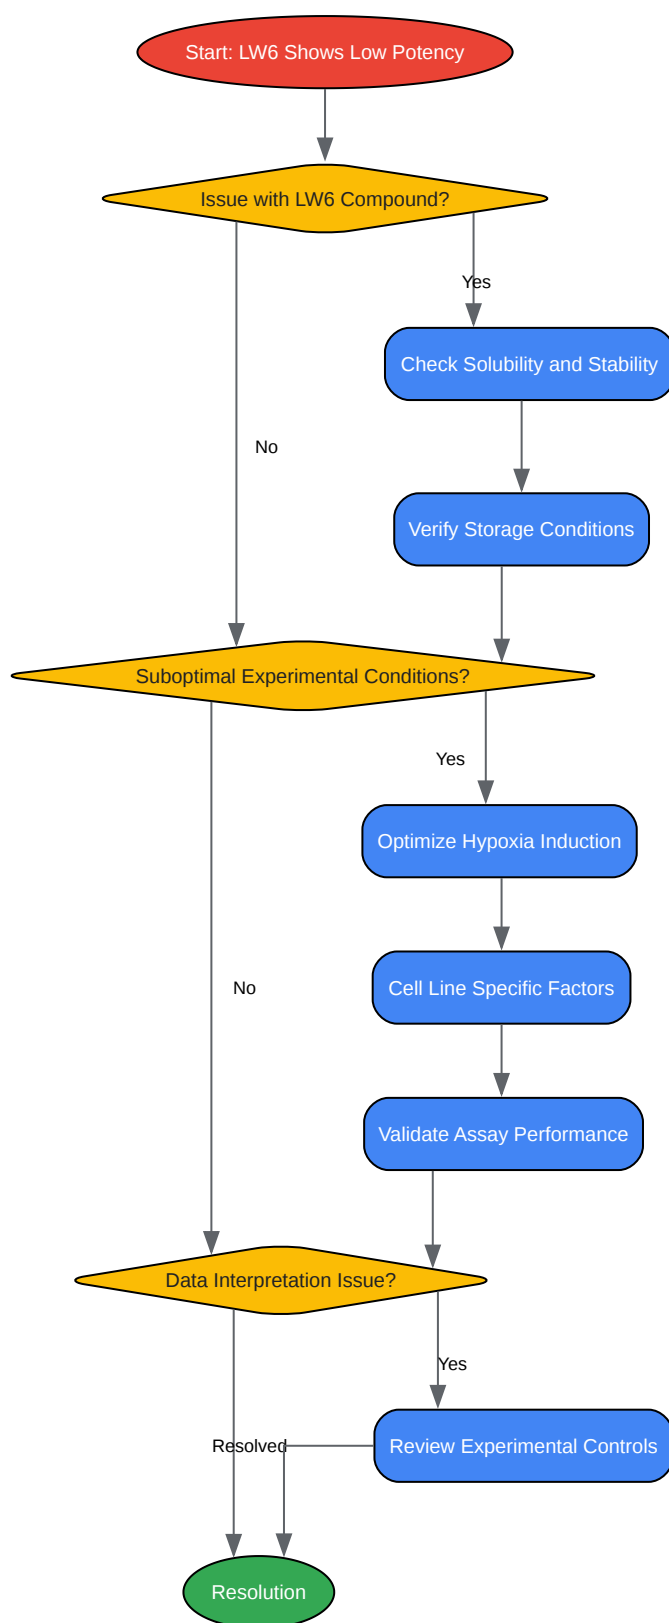 Start: LW6 Shows Low Potency
Issue with LW6 Compound?
Yes
Check Solubility and Stability
No
Verify Storage Conditions
Suboptimal Experimental Conditions?
Yes
Optimize Hypoxia Induction
No
Cell Line Specific Factors
Validate Assay Performance
Data Interpretation Issue?
Yes
Resolved
Review Experimental Controls
Resolution